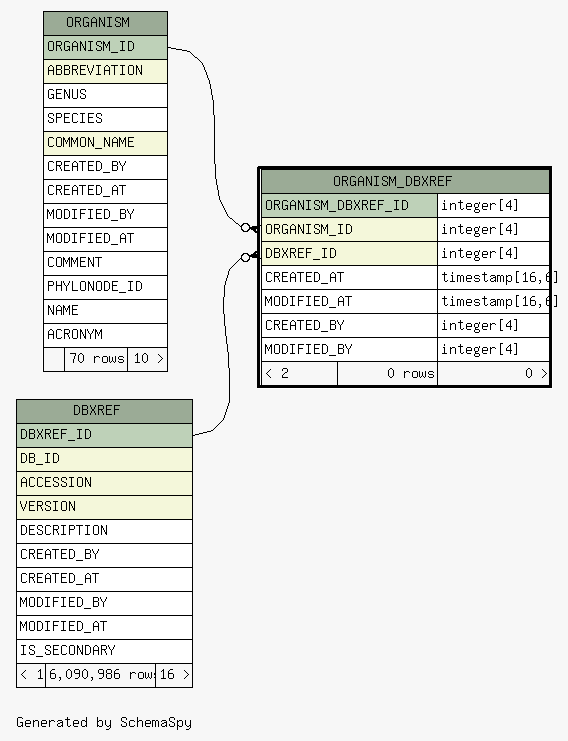 ORGANISM
ORGANISM_ID
ABBREVIATION
GENUS
SPECIES
COMMON_NAME
CREATED_BY
CREATED_AT
MODIFIED_BY
MODIFIED_AT
COMMENT
PHYLONODE_ID
NAME
ACRONYM
70 rows 10 >
ORGANISM_DBXREF
ORGANISM_DBXREF_ID integer[4]
ORGANISM_ID integer[4]
DBXREF_ID integer[4]
CREATED_AT timestamp[16,6]
MODIFIED_AT timestamp[16,6]
CREATED_BY integer[4]
MODIFIED_BY integer[4]
< 2 0 rows 0 >
DBXREF
DBXREF_ID
DB_ID
ACCESSION
VERSION
DESCRIPTION
CREATED_BY
CREATED_AT
MODIFIED_BY
MODIFIED_AT
IS_SECONDARY
< 1 6,090,986 rows 16 >
Generated by SchemaSpy